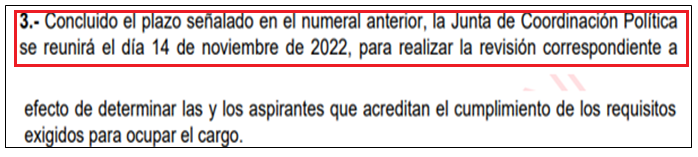 3.- Concluido el plazo señalado en el numeral anterior, la Junta de Coordinación Política
se reunirá el día 14 de noviembre de 2022, para realizar la revisión correspondiente a
efecto de determinar las y los aspirantes que acreditan el cumplimiento de los requisitos
exigidos para ocupar el cargo.